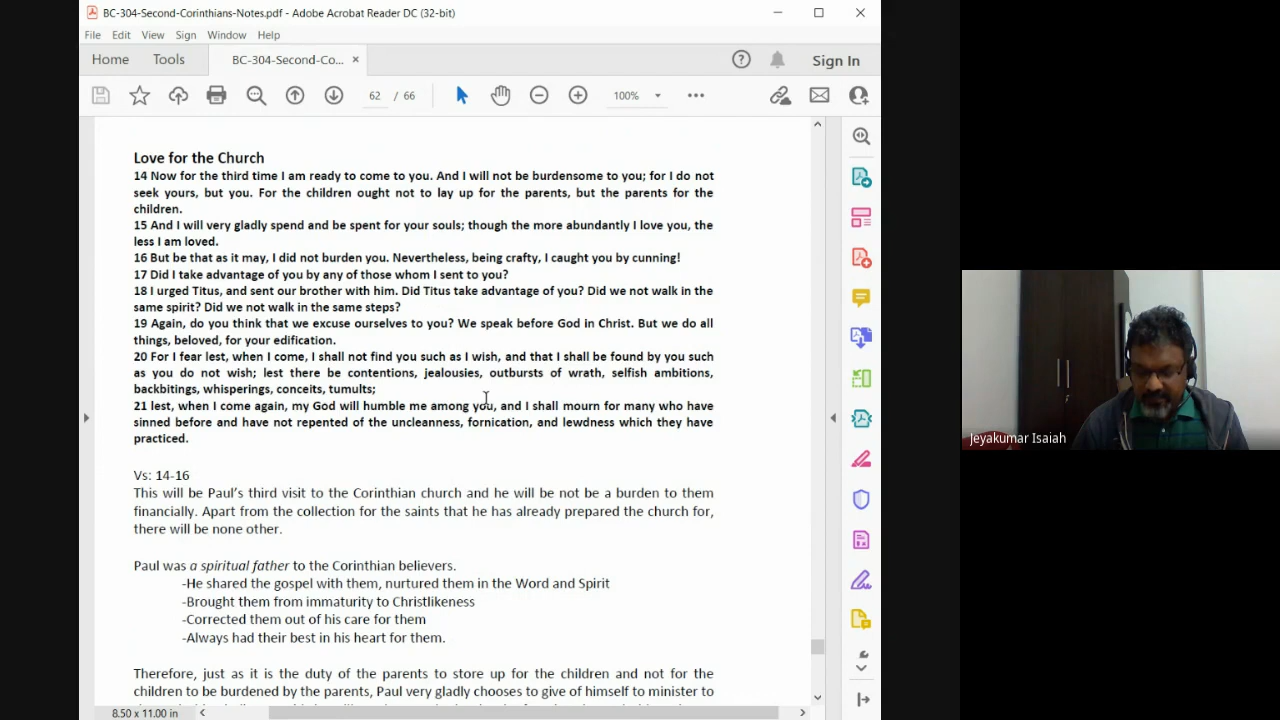 BC-304-Second-Corinthians-Notes.pdf - Adobe Acrobat Reader DC (32-bit)
File Edit View Sign Window Help
Home Tools BC-304-Second-Co... × Sign In
62 / 66 100%
Love for the Church
14 Now for the third time I am ready to come to you. And I will not be burdensome to you; for I do not
seek yours, but you. For the children ought not to lay up for the parents, but the parents for the
children.
15 And I will very gladly spend and be spent for your souls; though the more abundantly I love you, the
less I am loved.
16 But be that as it may, I did not burden you. Nevertheless, being crafty, I caught you by cunning!
17 Did I take advantage of you by any of those whom I sent to you?
18 I urged Titus, and sent our brother with him. Did Titus take advantage of you? Did we not walk in the
same spirit? Did we not walk in the same steps?
19 Again, do you think that we excuse ourselves to you? We speak before God in Christ. But we do all
things, beloved, for your edification.
20 For I fear lest, when I come, I shall not find you such as I wish, and that I shall be found by you such
as you do not wish; lest there be contentions, jealousies, outbursts of wrath, selfish ambitions,
backbitings, whisperings, conceits, tumults;
21 lest, when I come again, my God will humble me among you, and I shall mourn for many who have
sinned before and have not repented of the uncleanness, fornication, and lewdness which they have
practiced.
Vs: 14-16
This will be Paul's third visit to the Corinthian church and he will be not be a burden to them
financially. Apart from the collection for the saints that he has already prepared the church for,
there will be none other.
Paul was a spiritual father to the Corinthian believers.
-He shared the gospel with them, nurtured them in the Word and Spirit
-Brought them from immaturity to Christlikeness
-Corrected them out of his care for them
-Always had their best in his heart for them.
Therefore, just as it is the duty of the parents to store up for the children and not for the
children to be burdened by the parents, Paul very gladly chooses to give of himself to minister to
8.50 x 11.00 in
Jeyakumar Isaiah